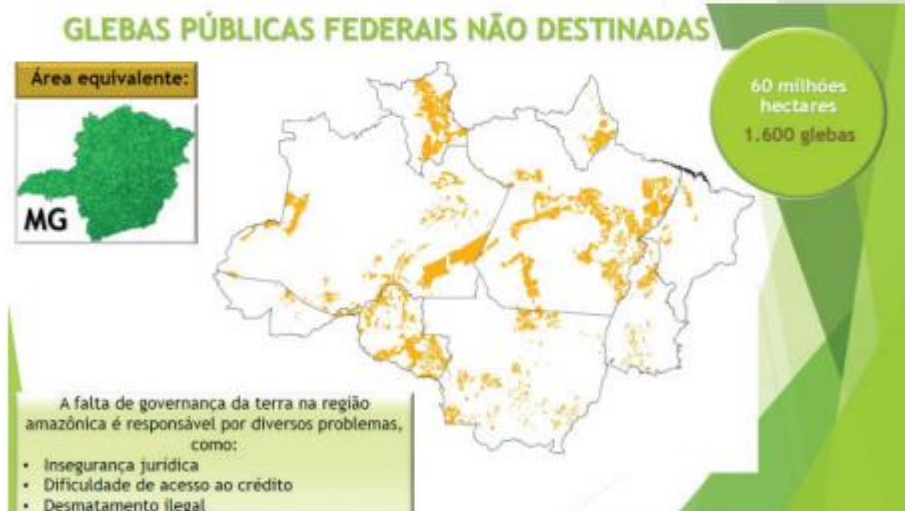 GLEBAS PÚBLICAS FEDERAIS NÃO DESTINADAS
Área equivalente:
MG
60 milhões
hectares
1.600 glebas
A falta de governança da terra na região
amazônica é responsável por diversos problemas,
como:
• Insegurança jurídica
• Dificuldade de acesso ao crédito
• Desmatamento ilegal